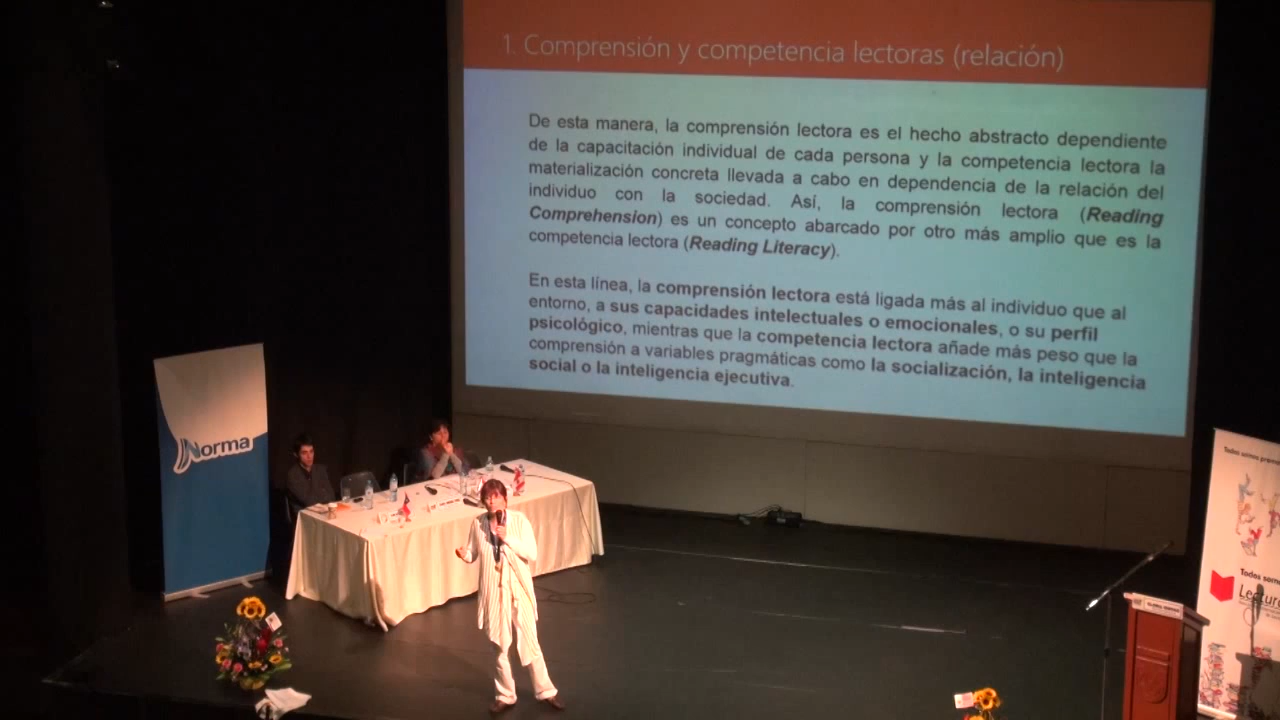 1. Comprensión y competencia lectoras (relación)
De esta manera, la comprensión lectora es el hecho abstracto dependiente
de la capacitación individual de cada persona y la competencia lectora la
materialización concreta llevada a cabo en dependencia de la relación del
individuo con la sociedad. Así, la comprensión lectora (Reading
Comprehension) es un concepto abarcado por otro más amplio que es la
competencia lectora (Reading Literacy).
En esta línea, la comprensión lectora está ligada más al individuo que al
entorno, a sus capacidades intelectuales o emocionales, o su perfil
psicológico, mientras que la competencia lectora añade más peso que la
comprensión a variables pragmáticas como la socialización, la inteligencia
social o la inteligencia ejecutiva.
Norma
Todos somos
Todos